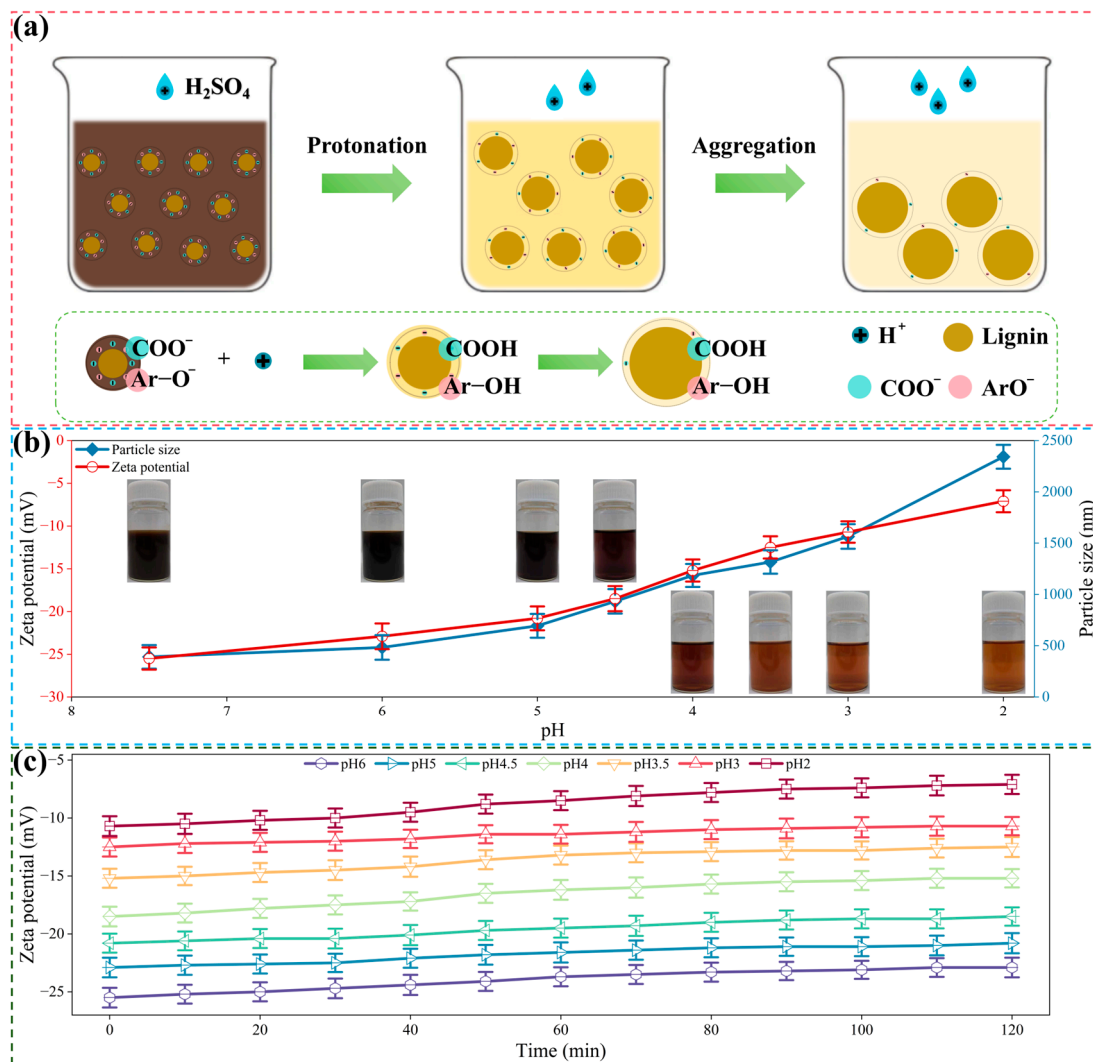 (a)
H₂SO₄
Protonation
Aggregation
COO⁻
Ar−O⁻
+
COOH
Ar−OH
COOH
Ar−OH
H⁺
Lignin
COO⁻
ArO⁻
(b)
Particle size
Zeta potential
Zeta potential (mV)
0
−5
−10
−15
−20
−25
−30
2500
2000
1500
1000
500
0
Particle size (nm)
8 7 6 5 4 3 2
pH
(c)
pH6 pH5 pH4.5 pH4 pH3.5 pH3 pH2
Zeta potential (mV)
−5
−10
−15
−20
−25
0 20 40 60 80 100 120
Time (min)